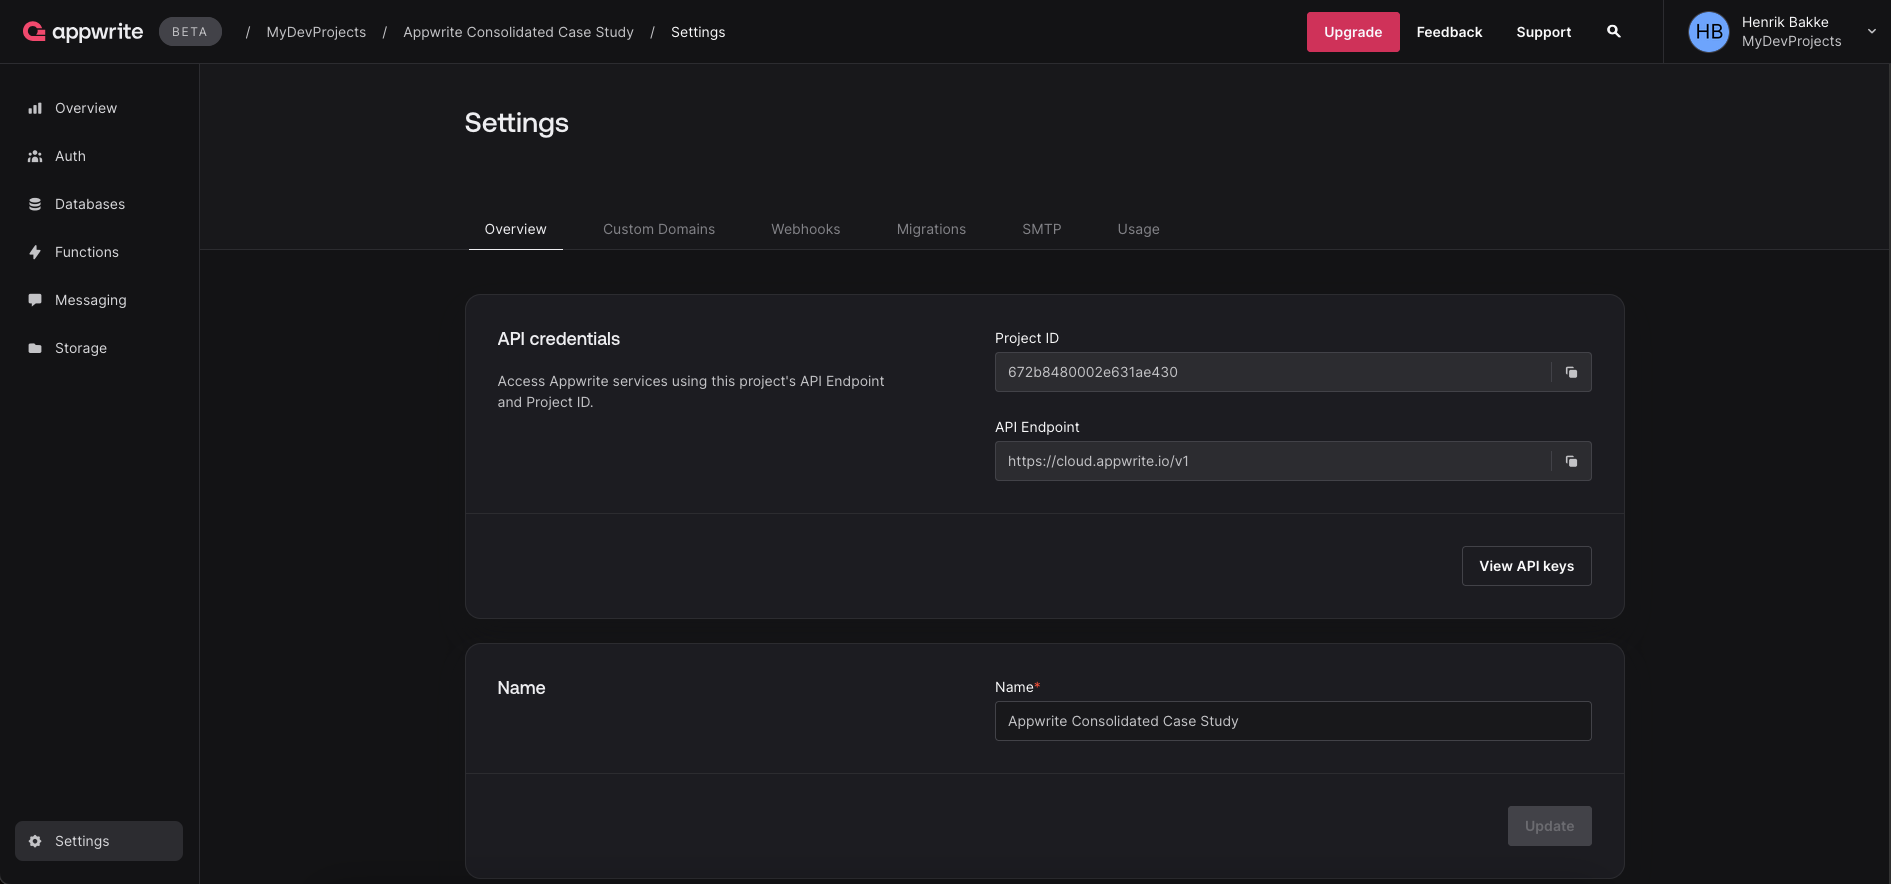 appwrite BETA / MyDevProjects / Appwrite Consolidated Case Study / Settings Upgrade Feedback Support HB Henrik Bakke
MyDevProjects
Overview
Auth
Databases
Functions
Messaging
Storage
Settings
Settings
Overview Custom Domains Webhooks Migrations SMTP Usage
API credentials
Access Appwrite services using this project's API Endpoint
and Project ID.
Project ID
672b8480002e631ae430
API Endpoint
https://cloud.appwrite.io/v1
View API keys
Name
Name*
Appwrite Consolidated Case Study
Update